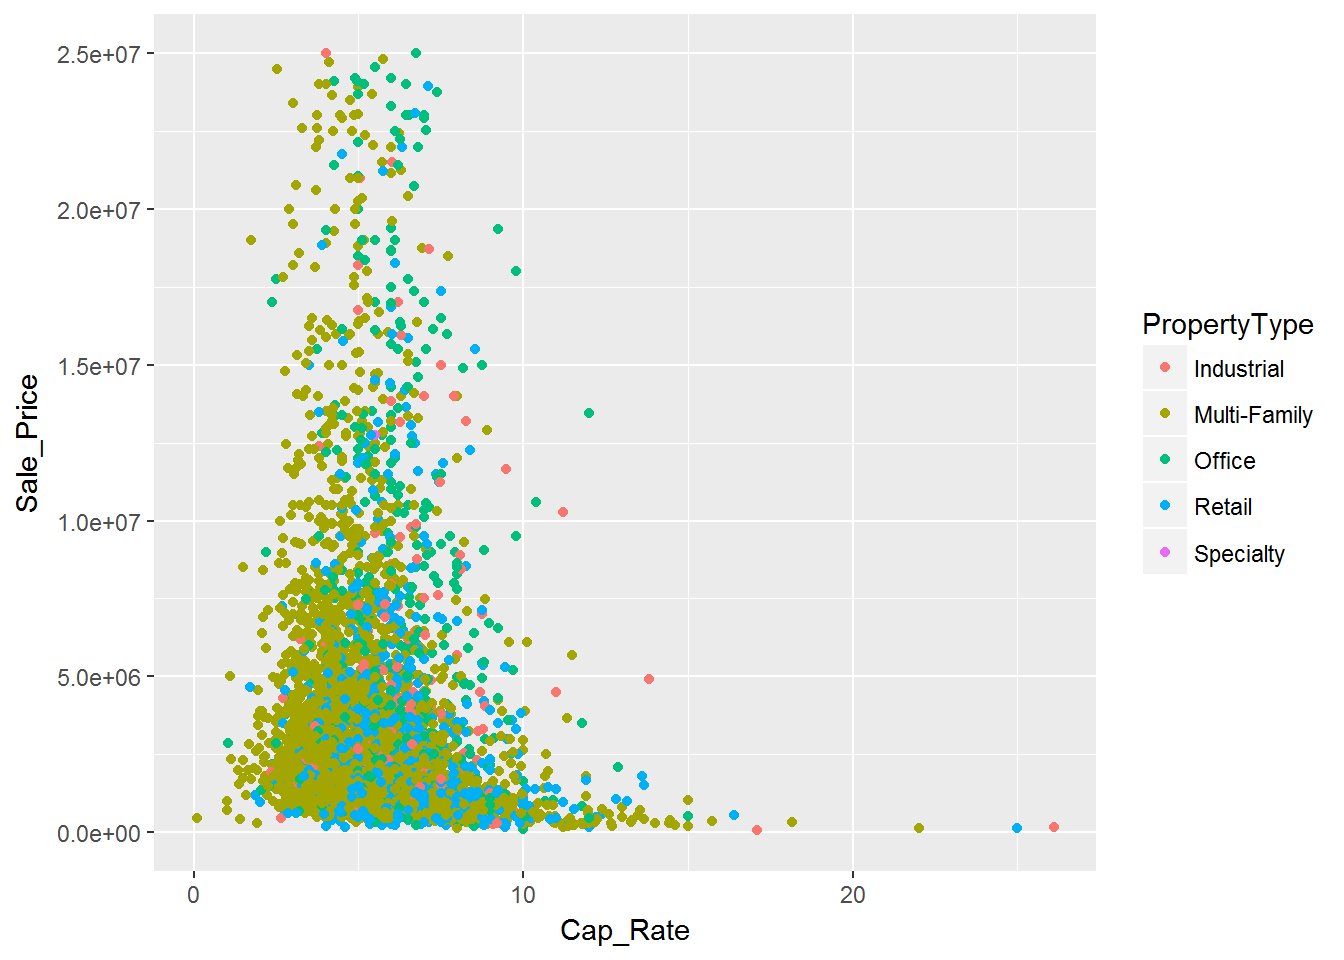 2.5e+07
2.0e+07
1.5e+07
1.0e+07
5.0e+06
0.0e+00
Sale_Price
0 10 20
Cap_Rate
PropertyType
Industrial
Multi-Family
Office
Retail
Specialty